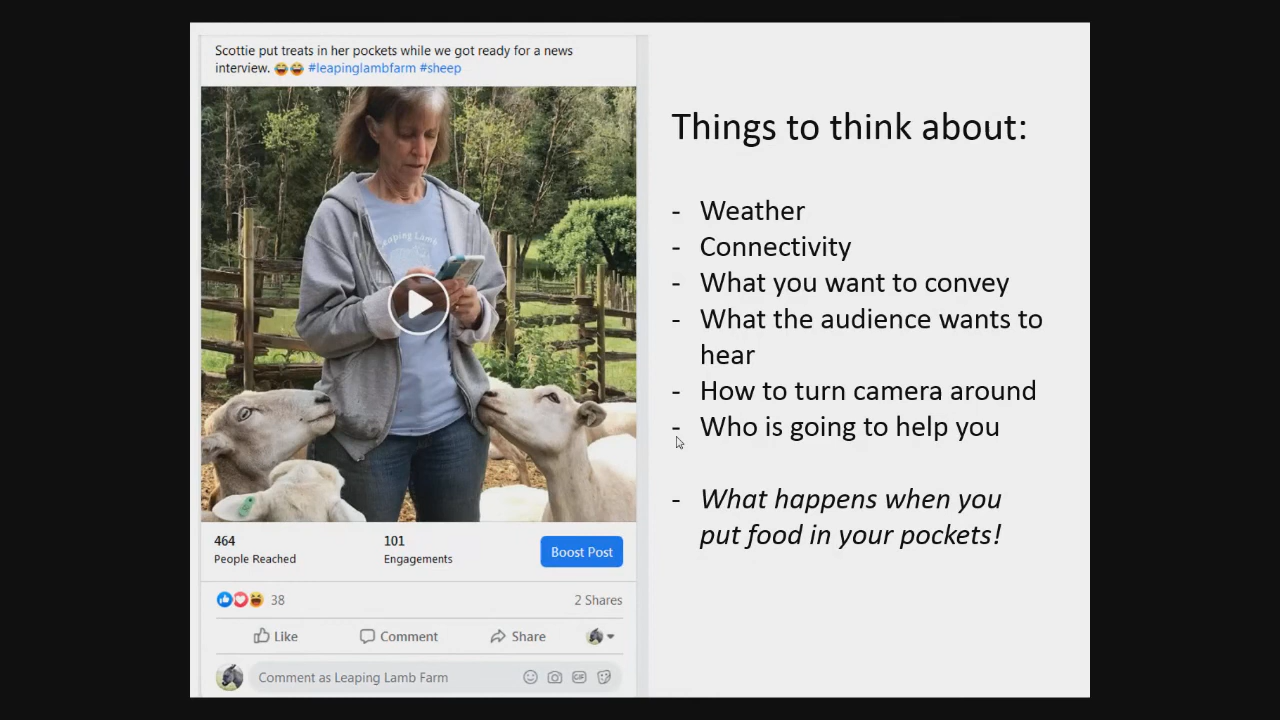 Scottie put treats in her pockets while we got ready for a news
interview. 😂😂 #leapinglambfarm #sheep
Leaping Lamb
464
People Reached
101
Engagements
Boost Post
38
2 Shares
Like
Comment
Share
Comment as Leaping Lamb Farm
GIF
Things to think about:
- Weather
- Connectivity
- What you want to convey
- What the audience wants to
hear
- How to turn camera around
- Who is going to help you
- What happens when you
put food in your pockets!